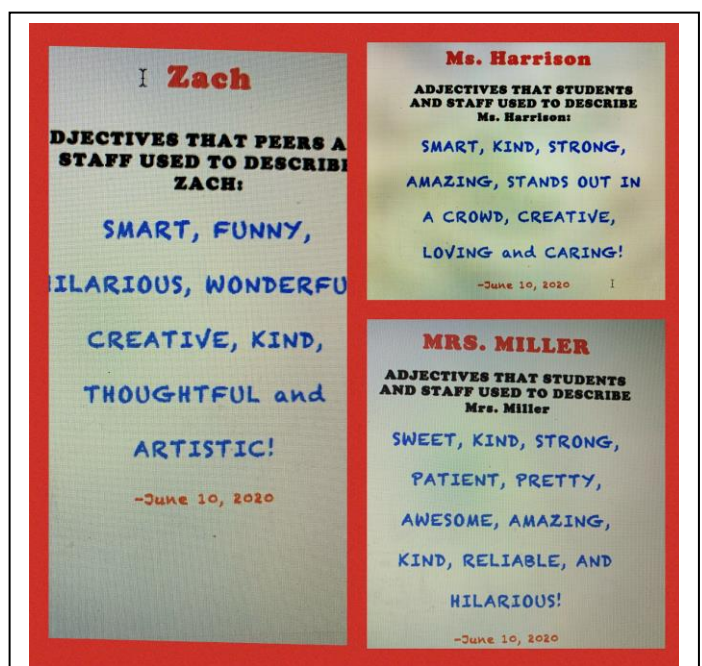 Zach
DJECTIVES THAT PEERS A
STAFF USED TO DESCRIBE
ZACH:
SMART, FUNNY,
HILARIOUS, WONDERFU
CREATIVE, KIND,
THOUGHTFUL and
ARTISTIC!
-June 10, 2020
Ms. Harrison
ADJECTIVES THAT STUDENTS
AND STAFF USED TO DESCRIBE
Ms. Harrison:
SMART, KIND, STRONG,
AMAZING, STANDS OUT IN
A CROWD, CREATIVE,
LOVING and CARING!
-June 10, 2020
MRS. MILLER
ADJECTIVES THAT STUDENTS
AND STAFF USED TO DESCRIBE
Mrs. Miller
SWEET, KIND, STRONG,
PATIENT, PRETTY,
AWESOME, AMAZING,
KIND, RELIABLE, AND
HILARIOUS!
-June 10, 2020